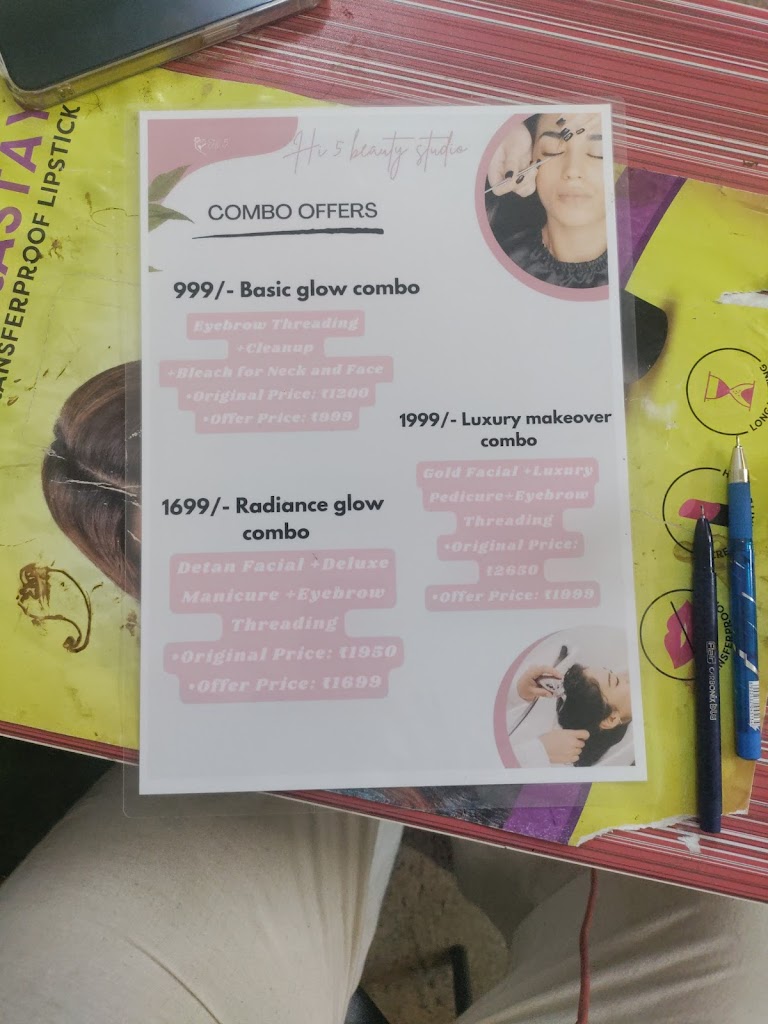 Hi 5 beauty studio
COMBO OFFERS
999/- Basic glow combo
Eyebrow Threading
+Cleanup
+Bleach for Neck and Face
•Original Price: ₹1200
•Offer Price: ₹999
1999/- Luxury makeover
combo
Gold Facial +Luxury
Pedicure+Eyebrow
Threading
•Original Price:
₹2650
•Offer Price: ₹1999
1699/- Radiance glow
combo
Detan Facial +Deluxe
Manicure +Eyebrow
Threading
•Original Price: ₹1950
•Offer Price: ₹1699
ANSFERPROOF LIPSTICK